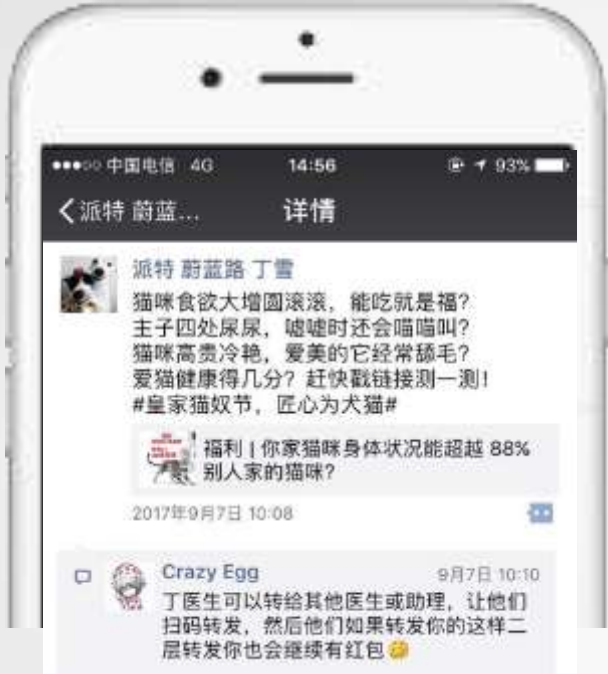 中国电信 4G 14:56 93%
派特 蔚蓝... 详情
派特 蔚蓝路 丁雪
猫咪食欲大增圆滚滚，能吃就是福？
主子四处尿尿，嘘嘘时还会喵喵叫？
猫咪高贵冷艳，爱美的它经常舔毛？
爱猫健康得几分？赶快戳链接测一测！
#皇家猫奴节，匠心为犬猫#
福利 | 你家猫咪身体状况能超越 88%
别人家的猫咪？
2017年9月7日 10:08
Crazy Egg 9月7日 10:10
丁医生可以转给其他医生或助理，让他们
扫码转发，然后他们如果转发你的这样二
层转发你也会继续有红包